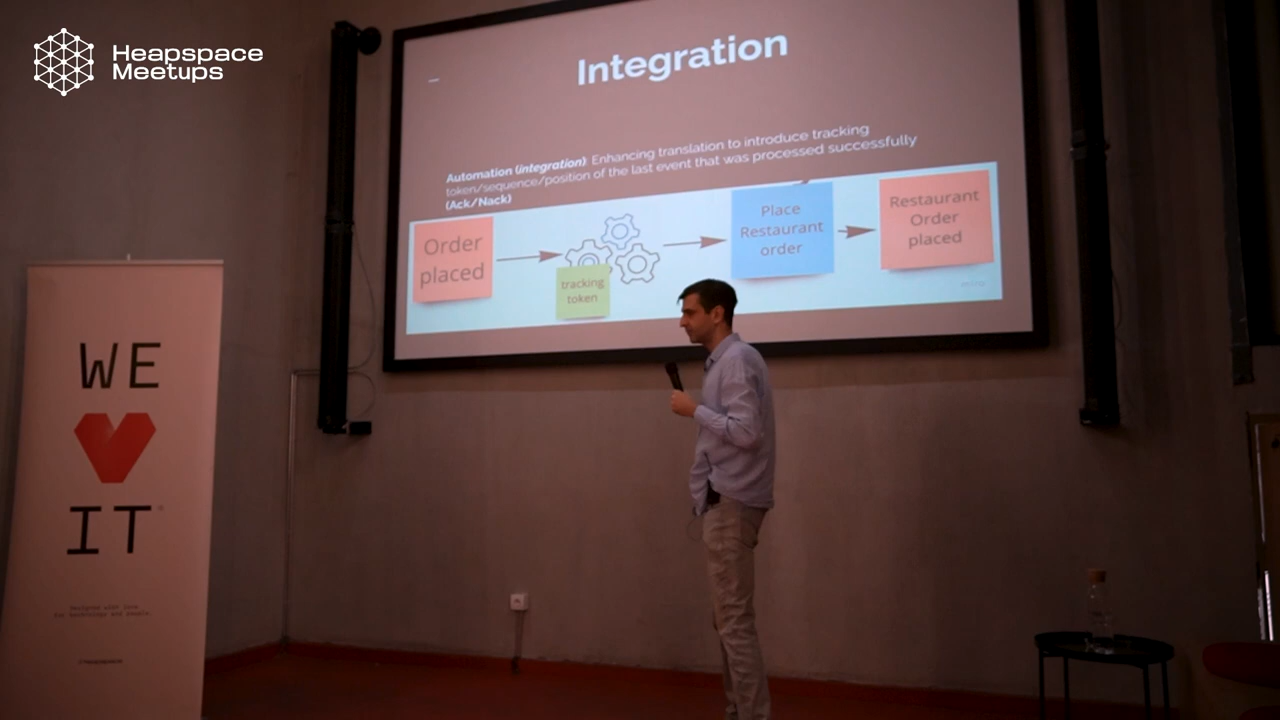 Heapspace
Meetups
Integration
Automation (integration) Enhancing translation to introduce tracking
token/sequence/position of the last event that was processed successfully
(Ack/Nack)
Order
placed
tracking
token
Place
Restaurant
order
Restaurant
Order
placed
WE
IT